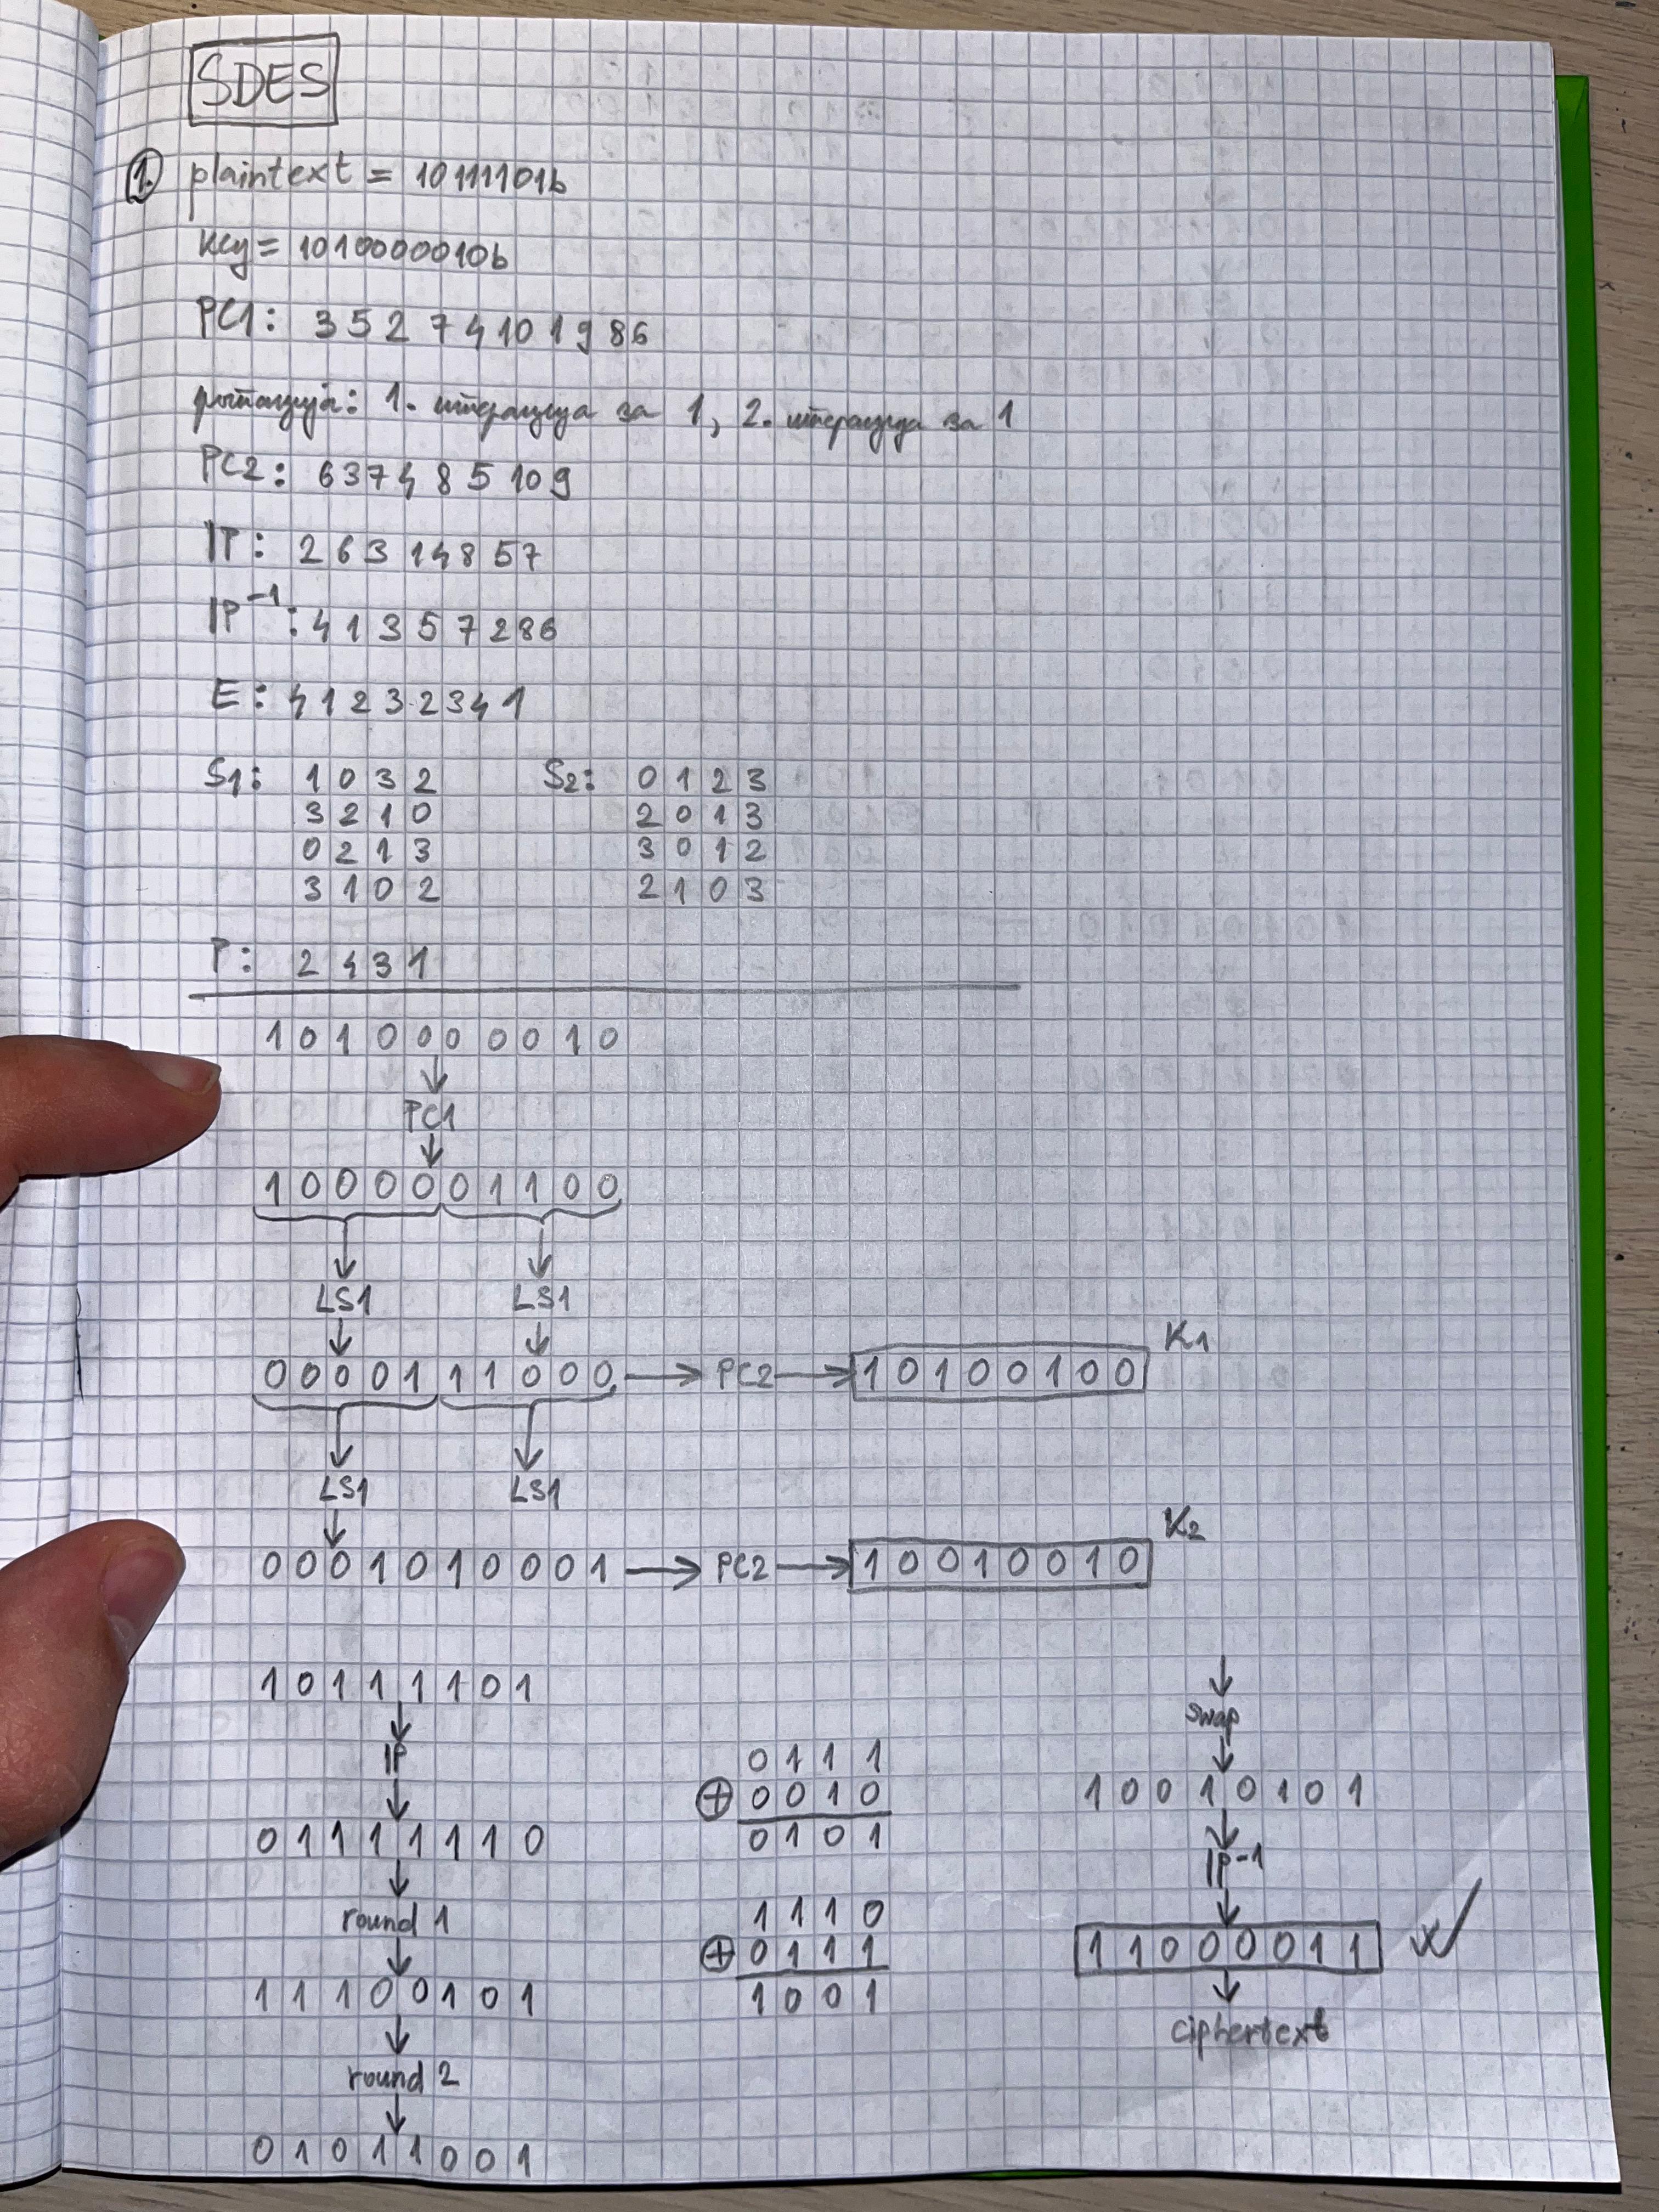 SDES
1. plaintext = 10111101b
key = 1010000010b
PC1: 3 5 2 7 4 10 1 9 8 6
ротација: 1. итерација за 1, 2. итерација за 1
PC2: 6 3 7 4 8 5 10 9
IP: 2 6 3 1 4 8 5 7
IP⁻¹: 4 1 3 5 7 2 8 6
E: 4 1 2 3 2 3 4 1
S1: 1 0 3 2 S2: 0 1 2 3
3 2 1 0 2 0 1 3
0 2 1 3 3 0 1 2
3 1 0 2 2 1 0 3
P: 2 4 3 1
1 0 1 0 0 0 0 0 1 0
↓
PC1
↓
1 0 0 0 0 0 1 1 0 0
↓ ↓
LS1 LS1
↓ ↓
0 0 0 0 1 1 1 0 0 0 → PC2 → 1 0 1 0 0 1 0 0 K1
↓ ↓
LS1 LS1
↓
0 0 0 1 0 1 0 0 0 1 → PC2 → 1 0 0 1 0 0 1 0 K2
1 0 1 1 1 1 0 1
↓
IP
↓
0 1 1 1 1 1 1 0
↓
round 1
↓
1 1 1 0 0 1 0 1
↓
round 2
↓
0 1 0 1 1 0 0 1
0 1 1 1
⊕ 0 0 1 0
0 1 0 1
1 1 1 0
⊕ 0 1 1 1
1 0 0 1
↓
swap
↓
1 0 0 1 0 1 0 1
↓
IP-1
↓
1 1 0 0 0 0 1 1 ✓
↓
ciphertext